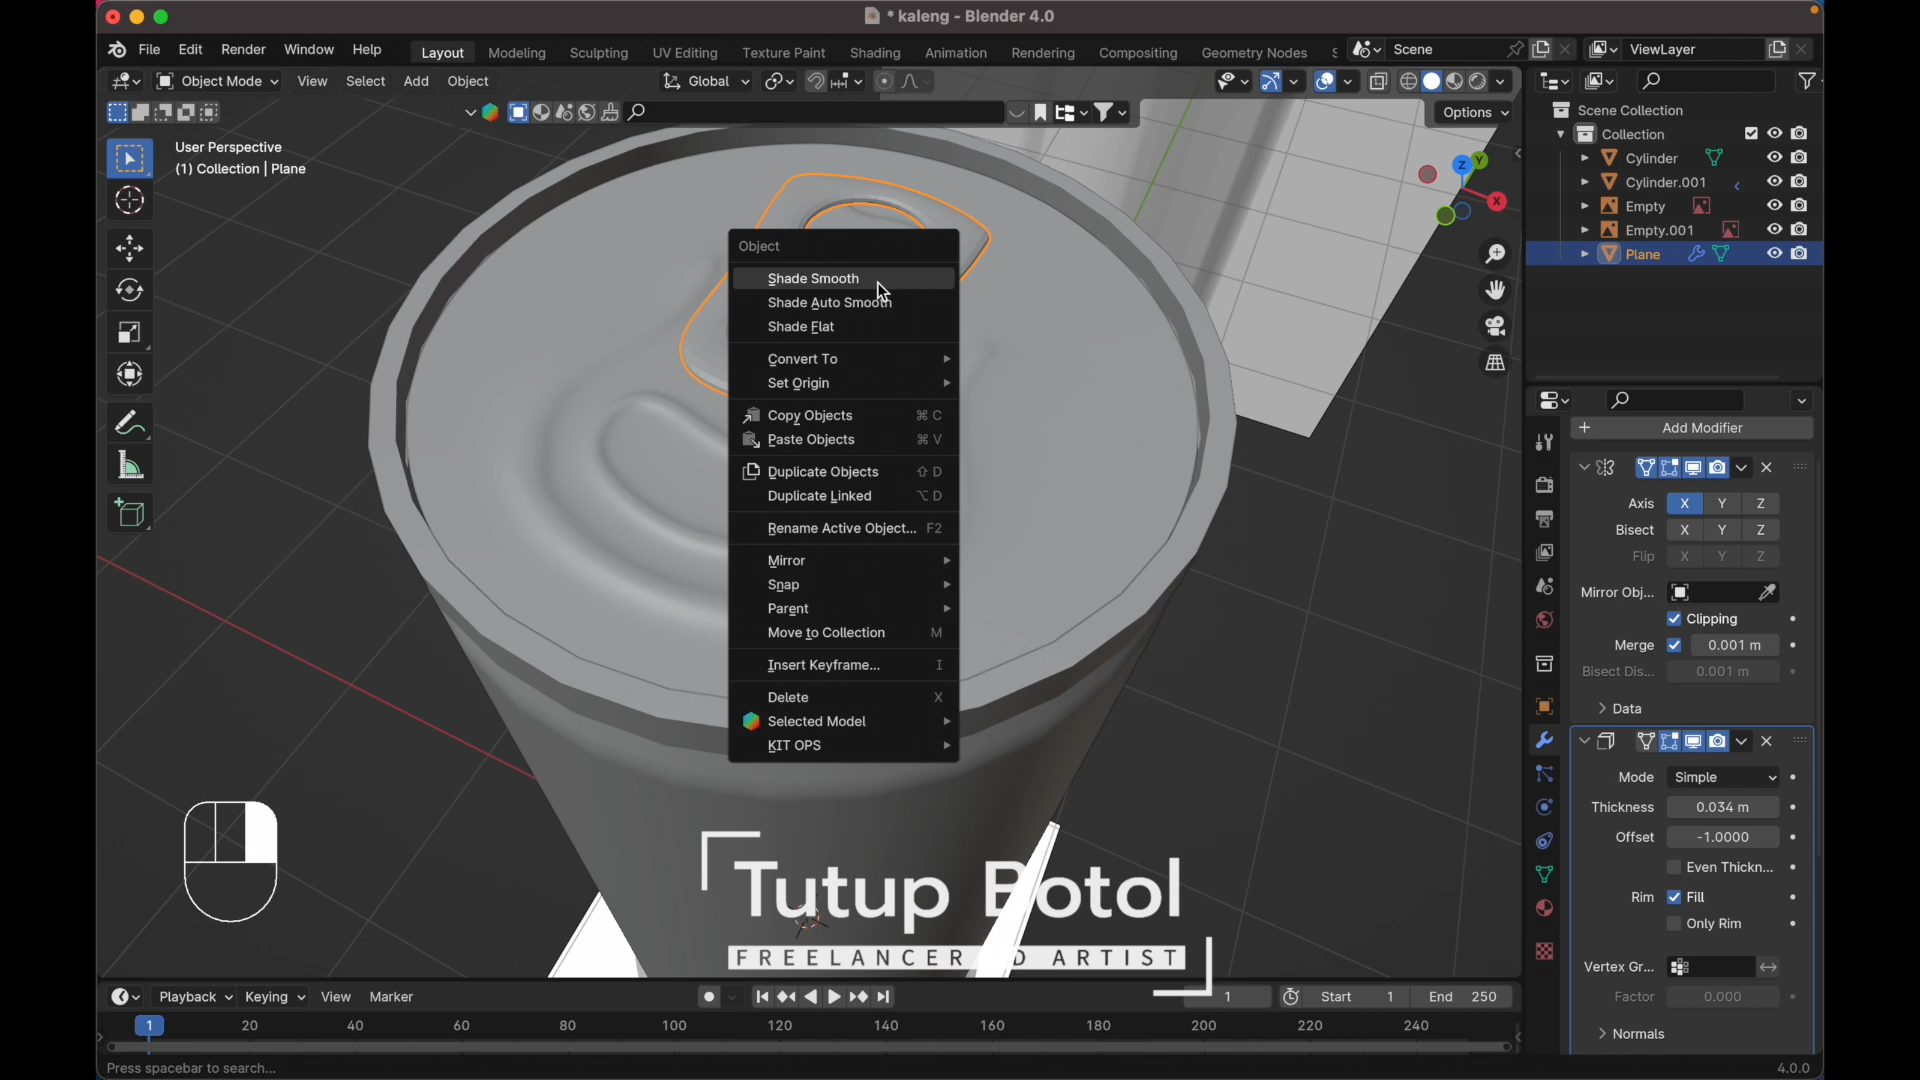 * kaleng - Blender 4.0
File Edit Render Window Help
Layout Modeling Sculpting UV Editing Texture Paint Shading Animation Rendering Compositing Geometry Nodes S
Scene
ViewLayer
Object Mode View Select Add Object
Global
Options
User Perspective
(1) Collection | Plane
Z Y
X
Scene Collection
Collection
Cylinder
Cylinder.001
Empty
Empty.001
Plane
Object
Shade Smooth
Shade Auto Smooth
Shade Flat
Convert To
Set Origin
Copy Objects ⌘ C
Paste Objects ⌘ V
Duplicate Objects ⇧ D
Duplicate Linked ⌥ D
Rename Active Object... F2
Mirror
Snap
Parent
Move to Collection M
Insert Keyframe... I
Delete X
Selected Model
KIT OPS
Add Modifier
Axis X Y Z
Bisect X Y Z
Flip X Y Z
Mirror Obj...
Clipping
Merge 0.001 m
Bisect Dis... 0.001 m
Data
Mode Simple
Thickness 0.034 m
Offset -1.0000
Even Thickn...
Rim Fill
Only Rim
Vertex Gr...
Factor 0.000
Normals
Tutup Botol
FREELANCER D ARTIST
Playback Keying View Marker
1 Start 1 End 250
1 20 40 60 80 100 120 140 160 180 200 220 240
Press spacebar to search...
4.0.0